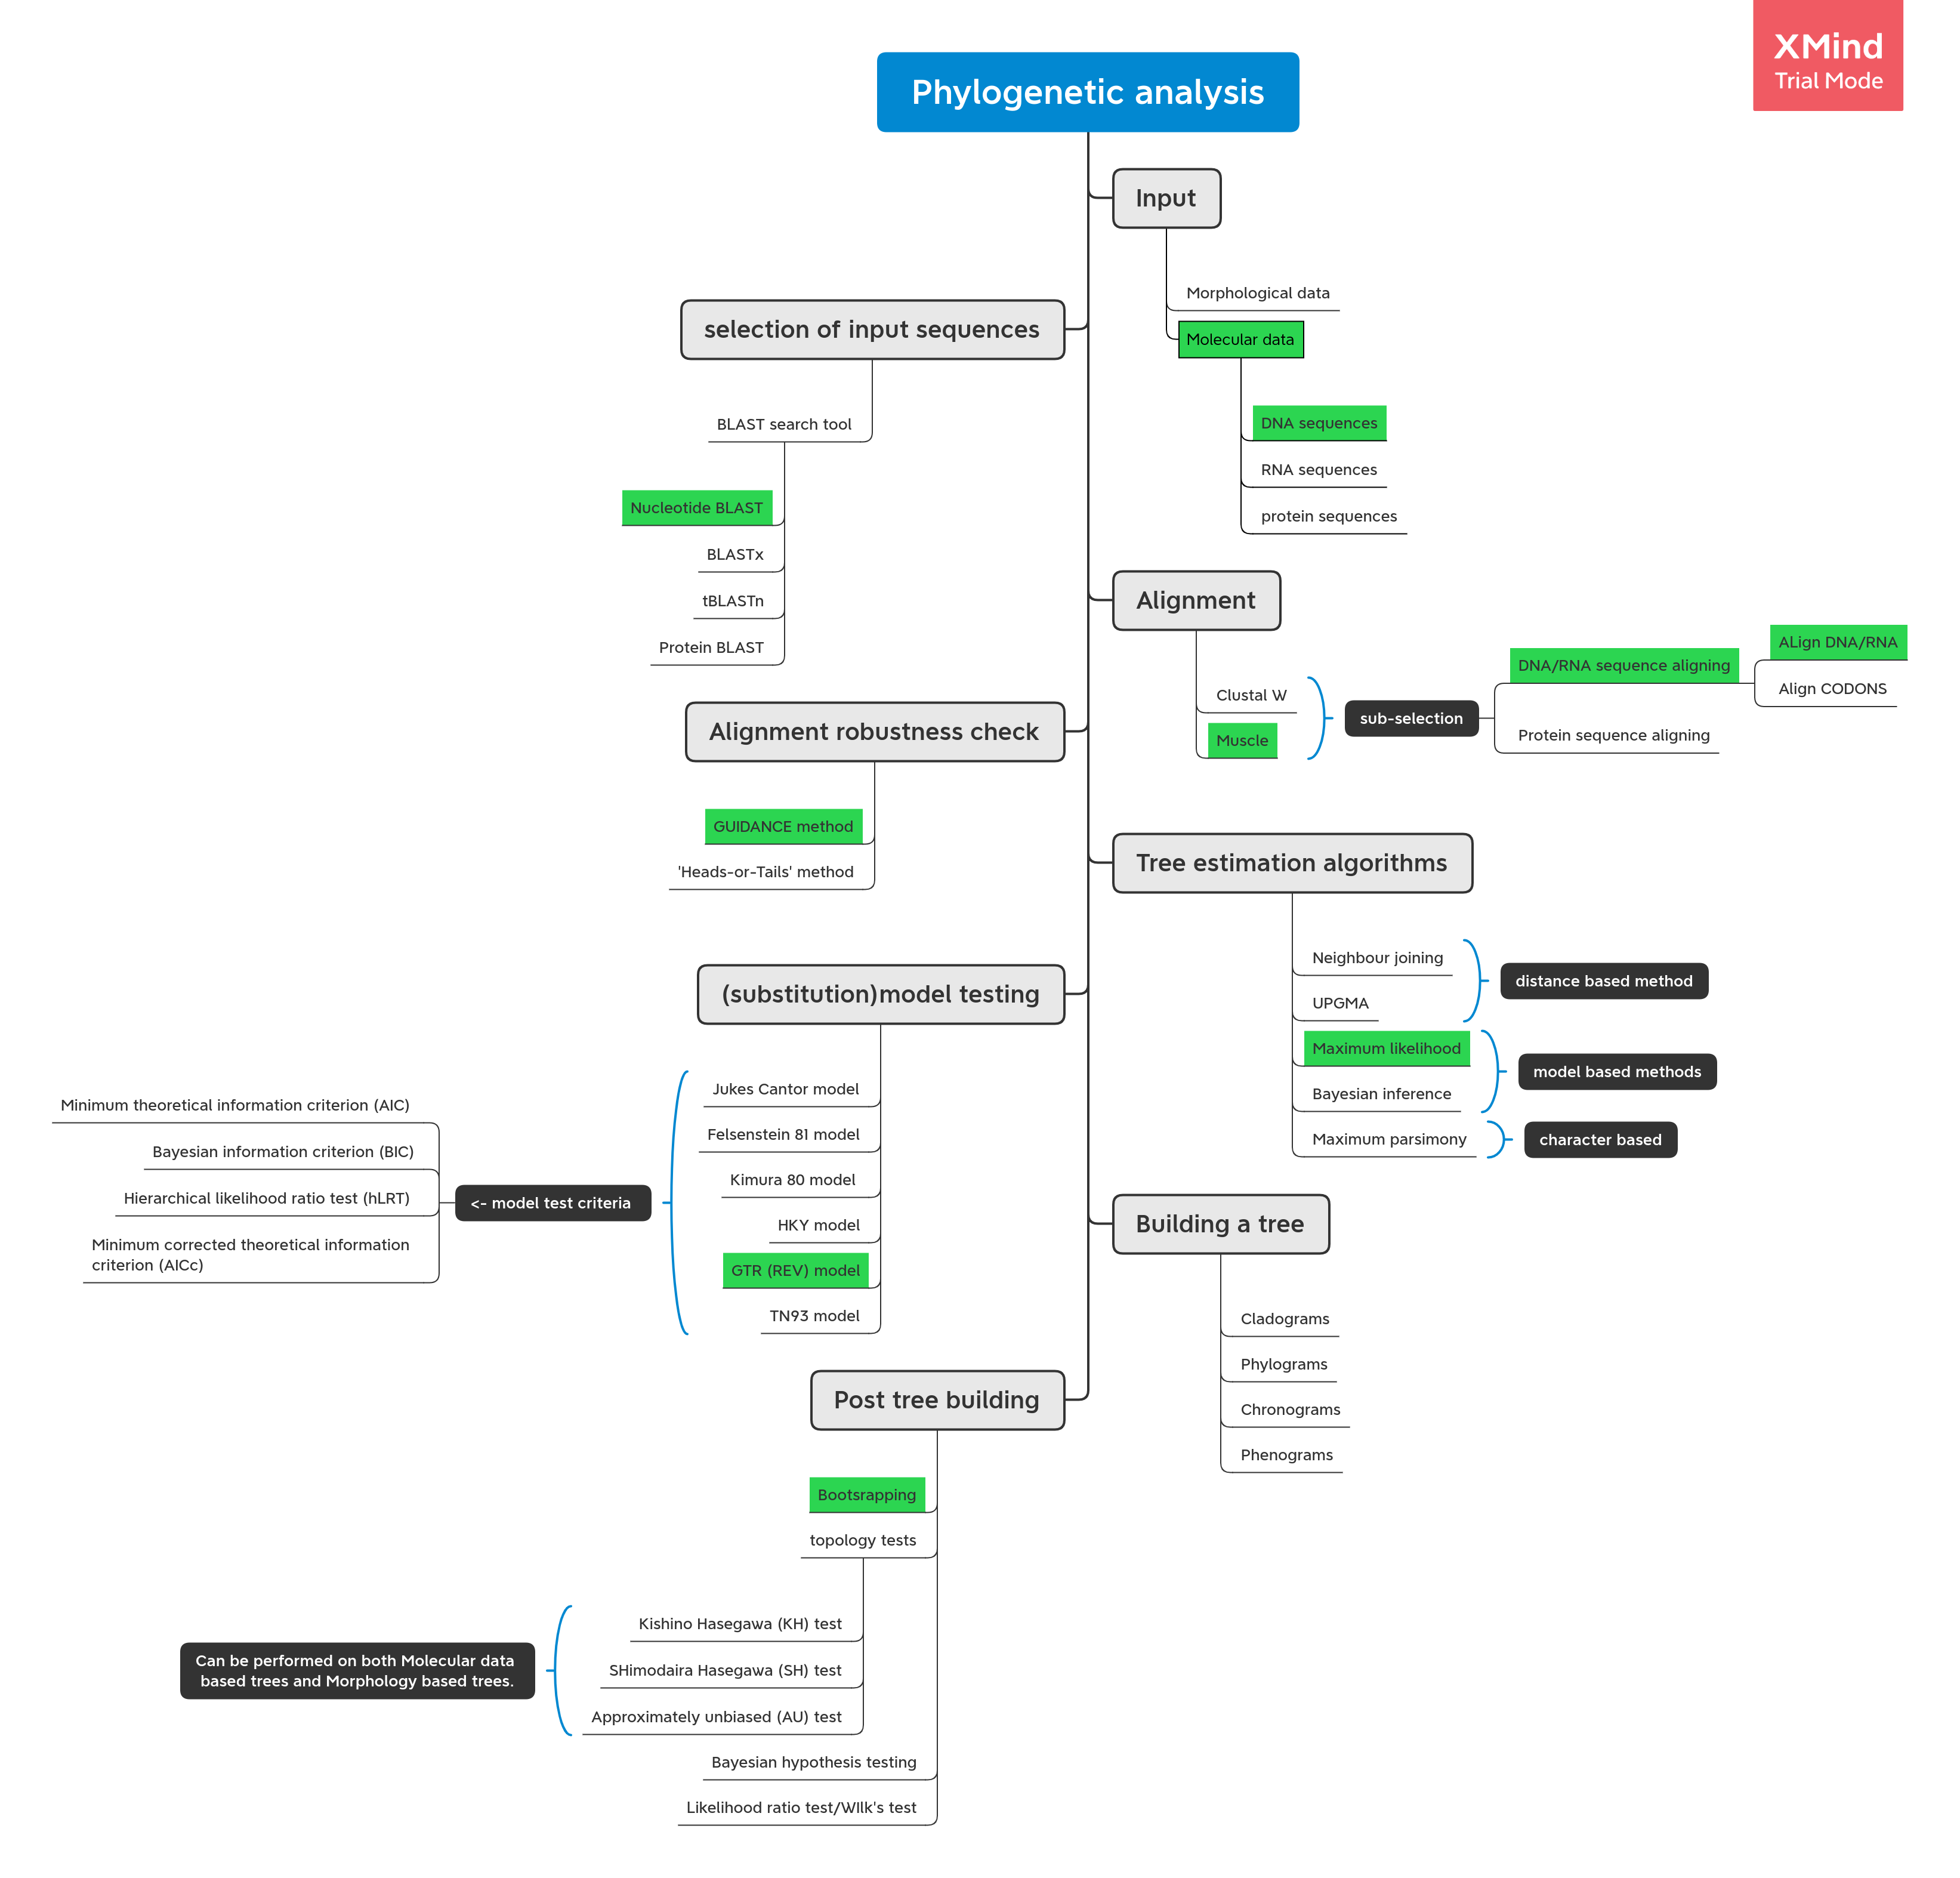 XMind
Trial Mode
Phylogenetic analysis
Input
Morphological data
Molecular data
DNA sequences
RNA sequences
protein sequences
selection of input sequences
BLAST search tool
Nucleotide BLAST
BLASTx
tBLASTn
Protein BLAST
Alignment
Clustal W
Muscle
sub-selection
DNA/RNA sequence aligning
ALign DNA/RNA
Align CODONS
Protein sequence aligning
Alignment robustness check
GUIDANCE method
'Heads-or-Tails' method
Tree estimation algorithms
Neighbour joining
UPGMA
distance based method
Maximum likelihood
Bayesian inference
model based methods
Maximum parsimony
character based
(substitution)model testing
Jukes Cantor model
Felsenstein 81 model
Kimura 80 model
HKY model
GTR (REV) model
TN93 model
<- model test criteria
Minimum theoretical information criterion (AIC)
Bayesian information criterion (BIC)
Hierarchical likelihood ratio test (hLRT)
Minimum corrected theoretical information
criterion (AICc)
Building a tree
Cladograms
Phylograms
Chronograms
Phenograms
Post tree building
Bootsrapping
topology tests
Kishino Hasegawa (KH) test
SHimodaira Hasegawa (SH) test
Approximately unbiased (AU) test
Can be performed on both Molecular data
based trees and Morphology based trees.
Bayesian hypothesis testing
Likelihood ratio test/WIlk's test